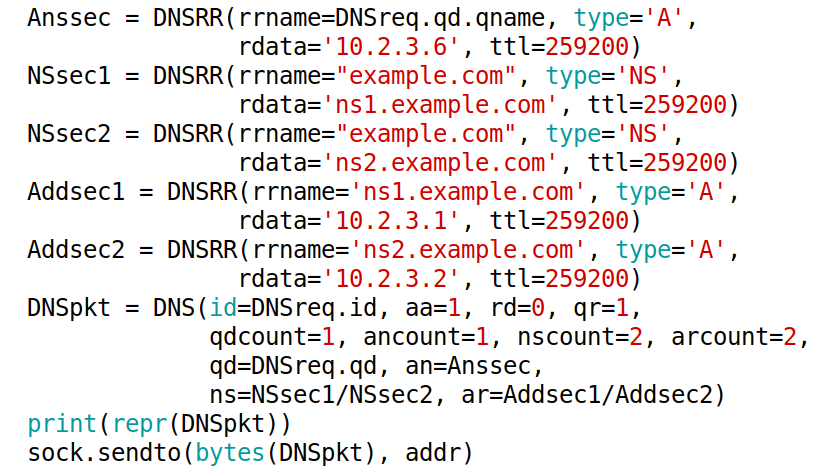 Anssec = DNSRR(rrname=DNSreq.qd.qname, type='A',
               rdata='10.2.3.6', ttl=259200)
NSsec1 = DNSRR(rrname="example.com", type='NS',
               rdata='ns1.example.com', ttl=259200)
NSsec2 = DNSRR(rrname="example.com", type='NS',
               rdata='ns2.example.com', ttl=259200)
Addsec1 = DNSRR(rrname='ns1.example.com', type='A',
               rdata='10.2.3.1', ttl=259200)
Addsec2 = DNSRR(rrname='ns2.example.com', type='A',
               rdata='10.2.3.2', ttl=259200)
DNSpkt = DNS(id=DNSreq.id, aa=1, rd=0, qr=1,
             qdcount=1, ancount=1, nscount=2, arcount=2,
             qd=DNSreq.qd, an=Anssec,
             ns=NSsec1/NSsec2, ar=Addsec1/Addsec2)
print(repr(DNSpkt))
sock.sendto(bytes(DNSpkt), addr)